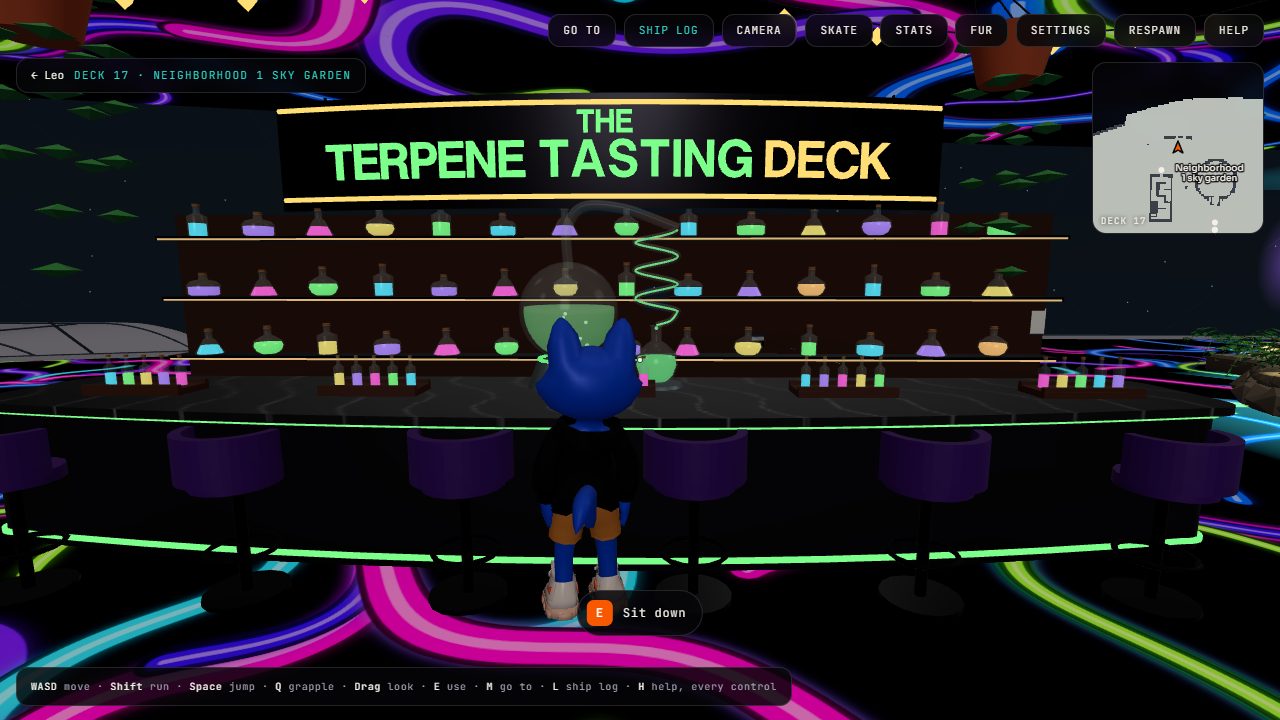 GO TO
SHIP LOG
CAMERA
SKATE
STATS
FUR
SETTINGS
RESPAWN
HELP
← Leo DECK 17 · NEIGHBORHOOD 1 SKY GARDEN
THE
TERPENE TASTING DECK
Neighborhood
1 sky garden
DECK 17
E Sit down
WASD move · Shift run · Space jump · Q grapple · Drag look · E use · M go to · L ship log · H help, every control